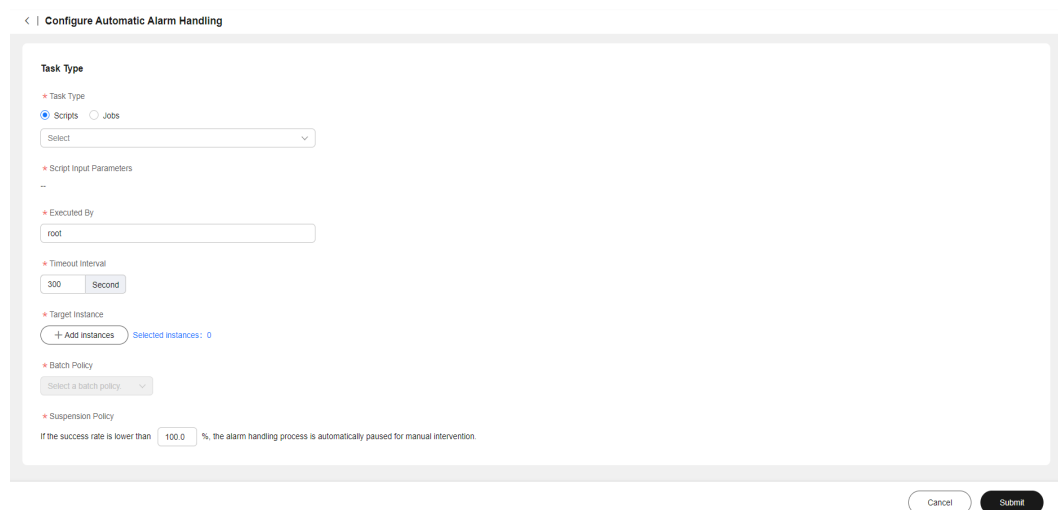 < | Configure Automatic Alarm Handling
Task Type
* Task Type
Scripts Jobs
Select
* Script Input Parameters
--
* Executed By
root
* Timeout Interval
300 Second
* Target Instance
+ Add instances Selected instances: 0
* Batch Policy
Select a batch policy.
* Suspension Policy
If the success rate is lower than 100.0 %, the alarm handling process is automatically paused for manual intervention.
Cancel Submit